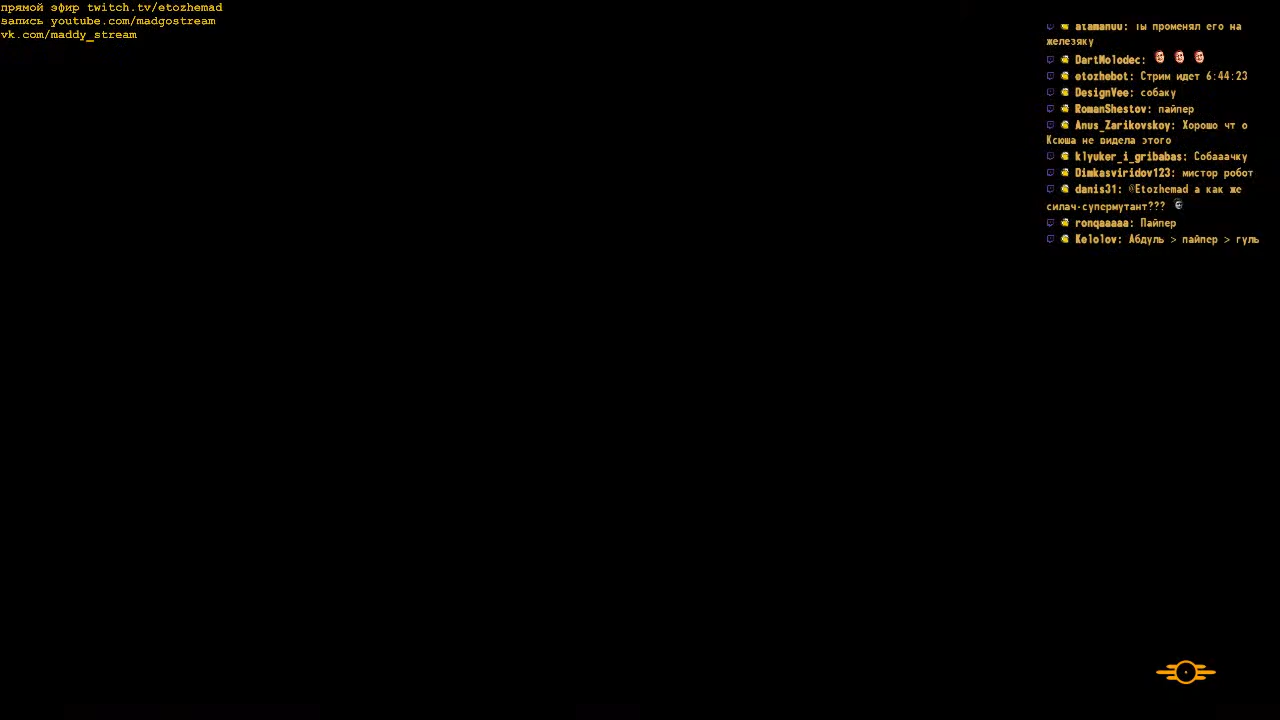 прямой эфир twitch.tv/etozhemad
запись youtube.com/madgostream
vk.com/maddy_stream
atamanuu: Ты променял его на
железяку
DartMolodec:
etozhebot: Стрим идет 6:44:23
DesignVee: собаку
RomanShestov: пайпер
Anus_Zarikovskoy: Хорошо чт о
Ксюша не видела этого
klyuker_i_gribabas: Собааачку
Dimkasviridov123: мистор робот
danis31: @Etozhemad а как же
силач-супермутант???
ronqaaaaa: Пайпер
Kelolov: Абдуль > пайпер > гуль